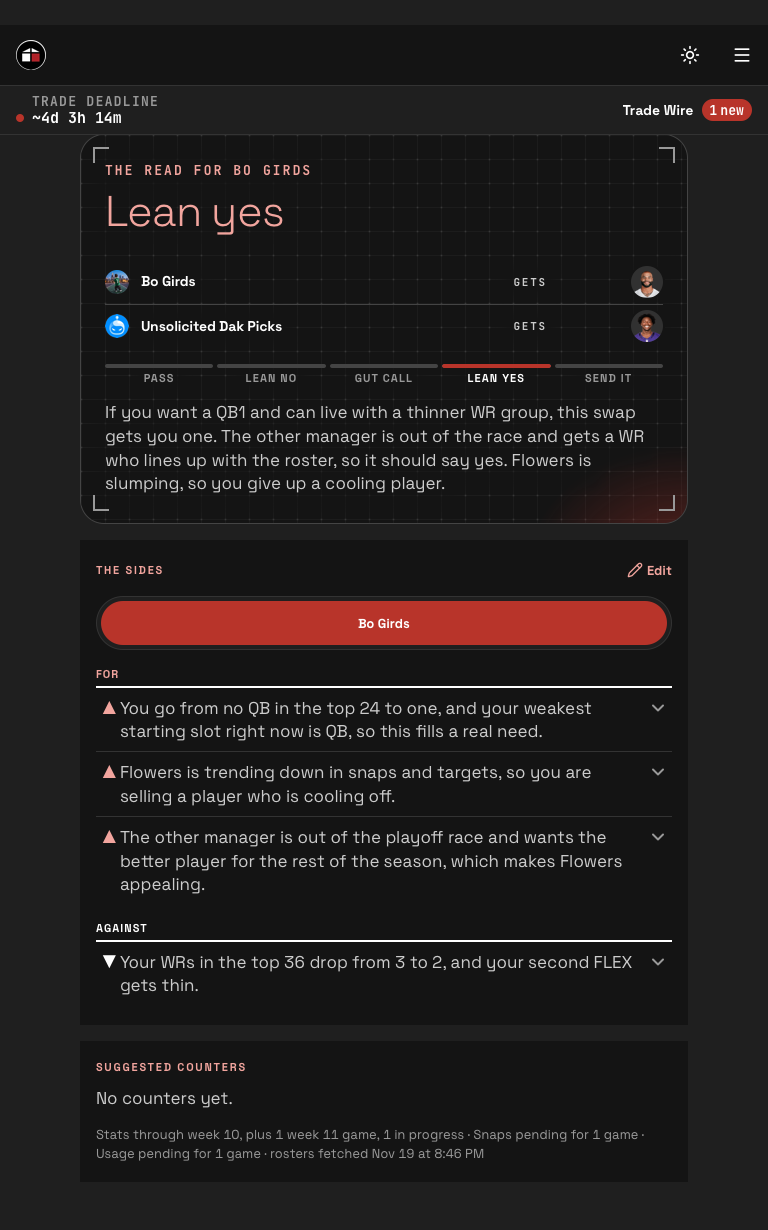 TRADE DEADLINE
~4d 3h 14m
Trade Wire 1 new
THE READ FOR BO GIRDS
Lean yes
Bo Girds GETS
Unsolicited Dak Picks GETS
PASS LEAN NO GUT CALL LEAN YES SEND IT
If you want a QB1 and can live with a thinner WR group, this swap
gets you one. The other manager is out of the race and gets a WR
who lines up with the roster, so it should say yes. Flowers is
slumping, so you give up a cooling player.
THE SIDES
Edit
Bo Girds
FOR
You go from no QB in the top 24 to one, and your weakest
starting slot right now is QB, so this fills a real need.
Flowers is trending down in snaps and targets, so you are
selling a player who is cooling off.
The other manager is out of the playoff race and wants the
better player for the rest of the season, which makes Flowers
appealing.
AGAINST
Your WRs in the top 36 drop from 3 to 2, and your second FLEX
gets thin.
SUGGESTED COUNTERS
No counters yet.
Stats through week 10, plus 1 week 11 game, 1 in progress · Snaps pending for 1 game ·
Usage pending for 1 game · rosters fetched Nov 19 at 8:46 PM